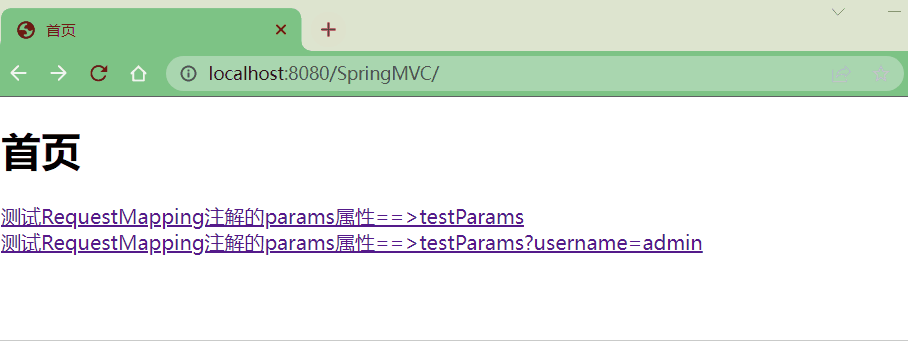 首页
localhost:8080/SpringMVC/
首页
测试RequestMapping注解的params属性==>testParams
测试RequestMapping注解的params属性==>testParams?username=admin